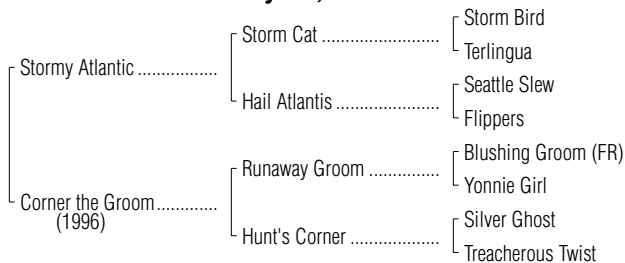 Storm Bird
Storm Cat
Terlingua
Stormy Atlantic
Seattle Slew
Hail Atlantis
Flippers
Blushing Groom (FR)
Runaway Groom
Yonnie Girl
Corner the Groom
(1996)
Silver Ghost
Hunt's Corner
Treacherous Twist